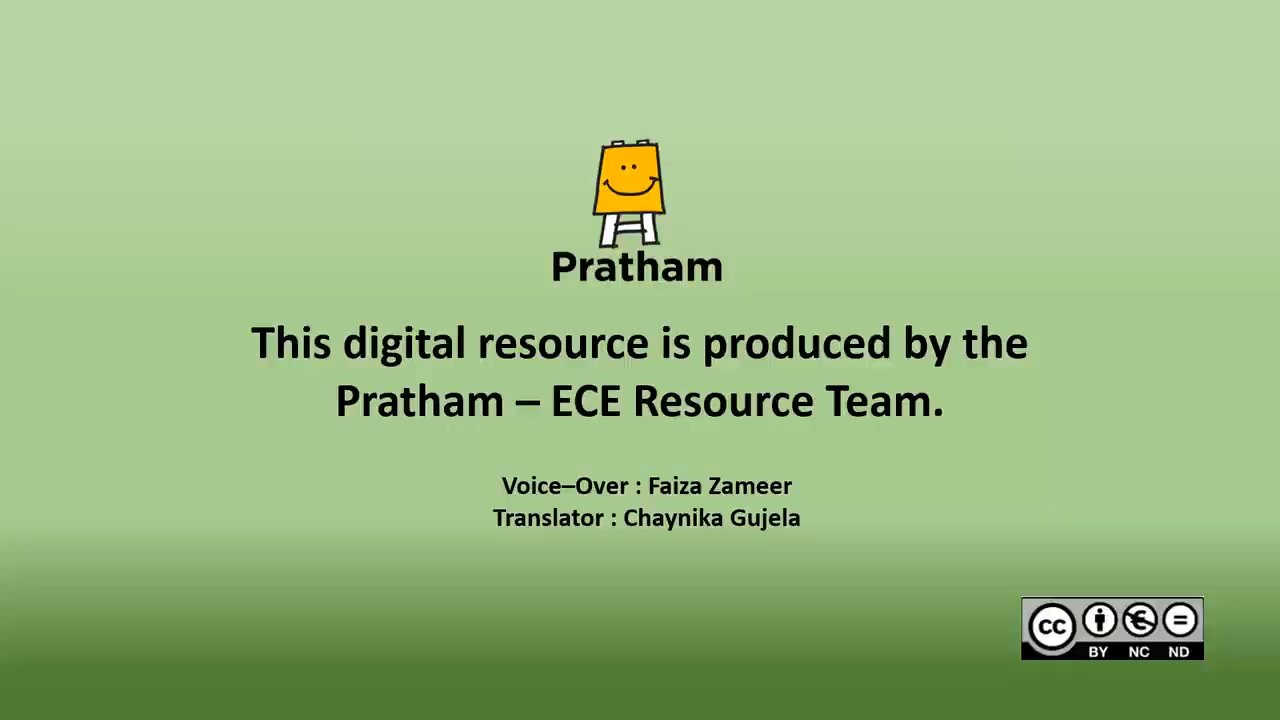 Pratham
This digital resource is produced by the
Pratham – ECE Resource Team.
Voice–Over : Faiza Zameer
Translator : Chaynika Gujela
cc
BY NC ND